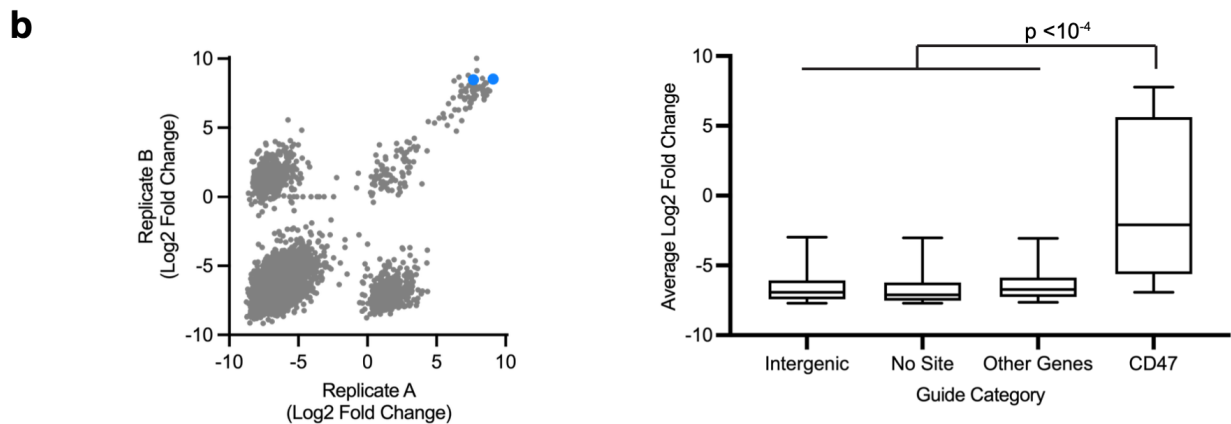 b
10
5
0
-5
-10
-10
-5
0
5
10
Replicate B
(Log2 Fold Change)
Replicate A
(Log2 Fold Change)
p <10-4
10
5
0
-5
-10
Average Log2 Fold Change
Intergenic
No Site
Other Genes
CD47
Guide Category